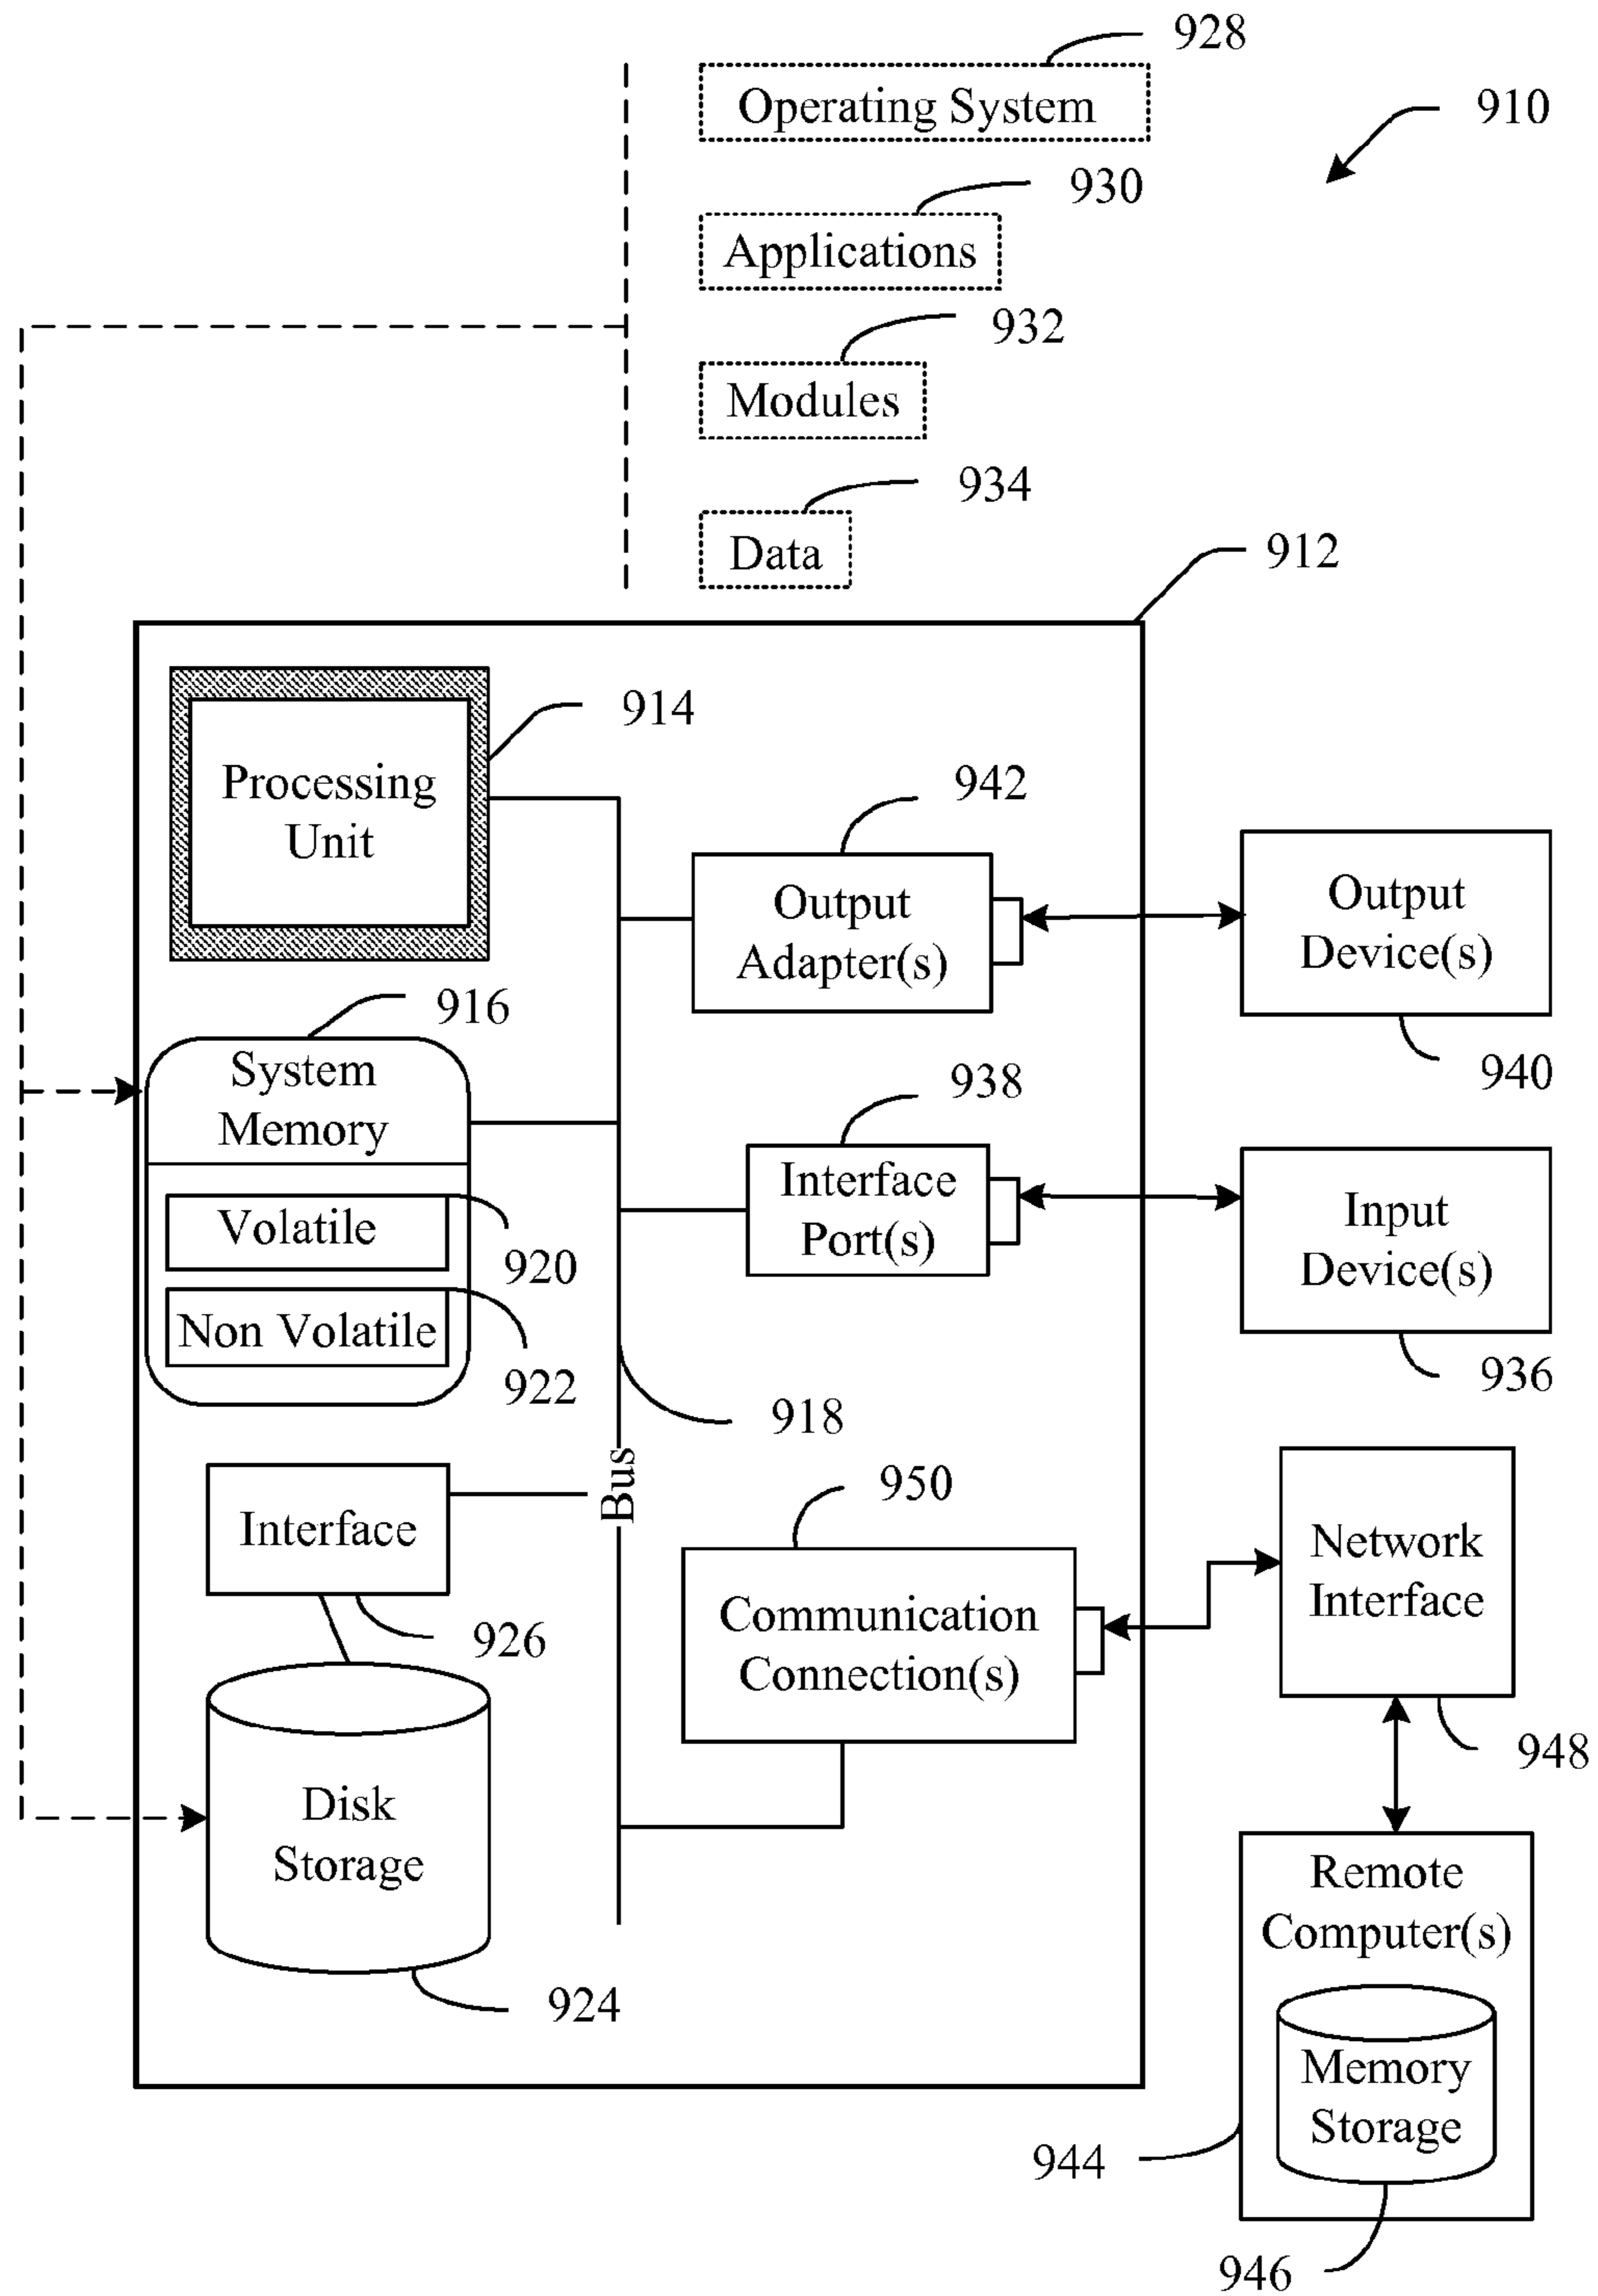 928
Operating System
910
930
Applications
932
Modules
934
Data
912
914
Processing
Unit
942
Output
Adapter(s)
Output
Device(s)
940
916
System
Memory
938
Interface
Port(s)
Input
Device(s)
936
Volatile
920
Non Volatile
922
918
Bus
950
Interface
926
Communication
Connection(s)
Network
Interface
948
Disk
Storage
924
Remote
Computer(s)
Memory
Storage
944
946